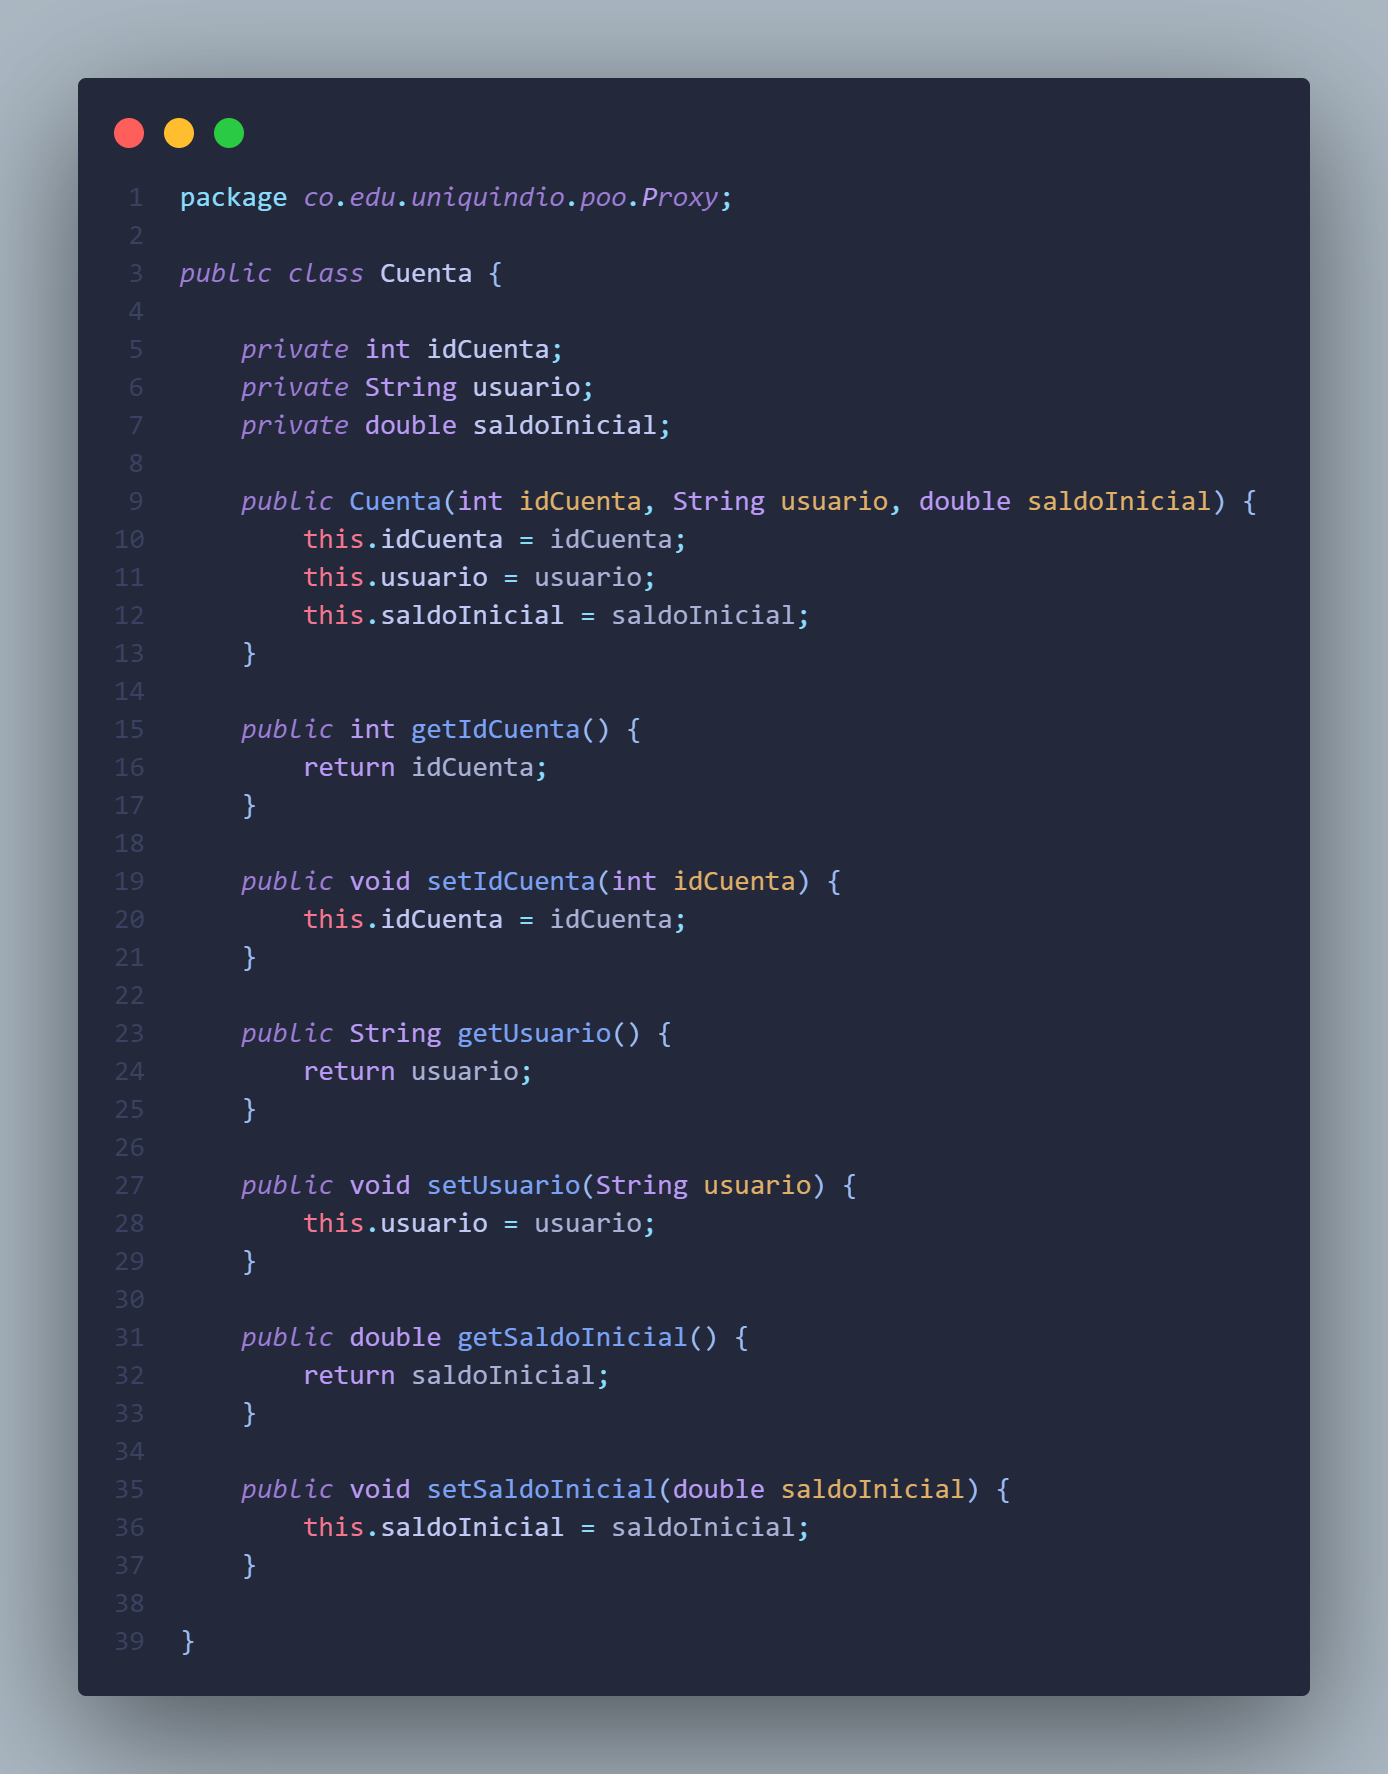 1 package co.edu.uniquindio.poo.Proxy;
2
3 public class Cuenta {
4
5     private int idCuenta;
6     private String usuario;
7     private double saldoInicial;
8
9     public Cuenta(int idCuenta, String usuario, double saldoInicial) {
10         this.idCuenta = idCuenta;
11         this.usuario = usuario;
12         this.saldoInicial = saldoInicial;
13     }
14
15     public int getIdCuenta() {
16         return idCuenta;
17     }
18
19     public void setIdCuenta(int idCuenta) {
20         this.idCuenta = idCuenta;
21     }
22
23     public String getUsuario() {
24         return usuario;
25     }
26
27     public void setUsuario(String usuario) {
28         this.usuario = usuario;
29     }
30
31     public double getSaldoInicial() {
32         return saldoInicial;
33     }
34
35     public void setSaldoInicial(double saldoInicial) {
36         this.saldoInicial = saldoInicial;
37     }
38
39 }